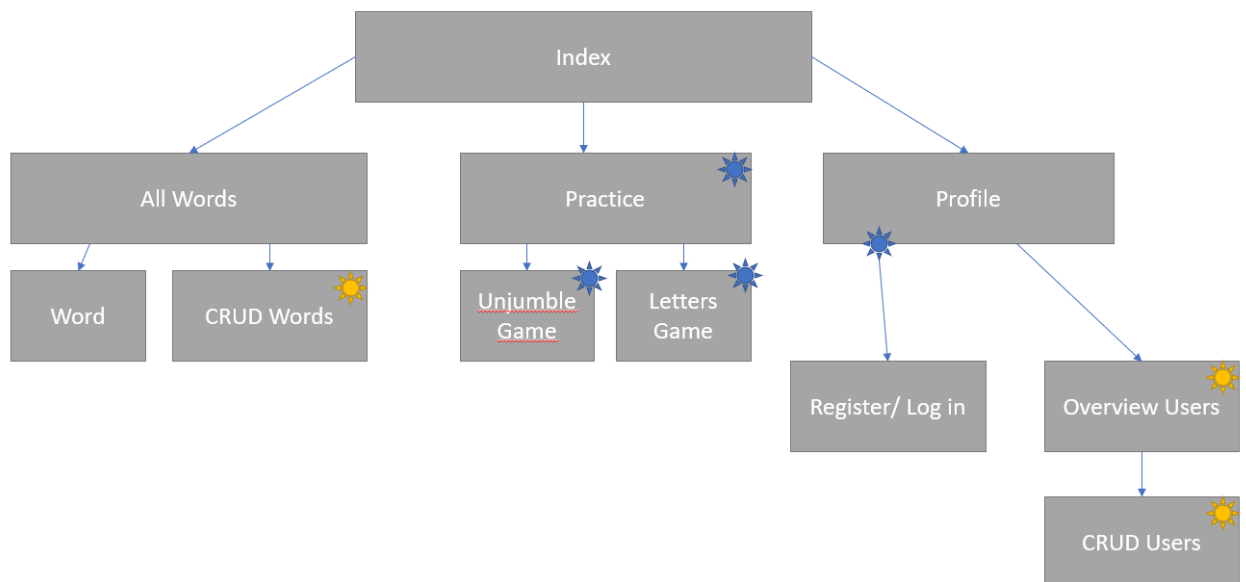 Index
All Words
Practice
Profile
Word
CRUD Words
Unjumble
Game
Letters
Game
Register/ Log in
Overview Users
CRUD Users